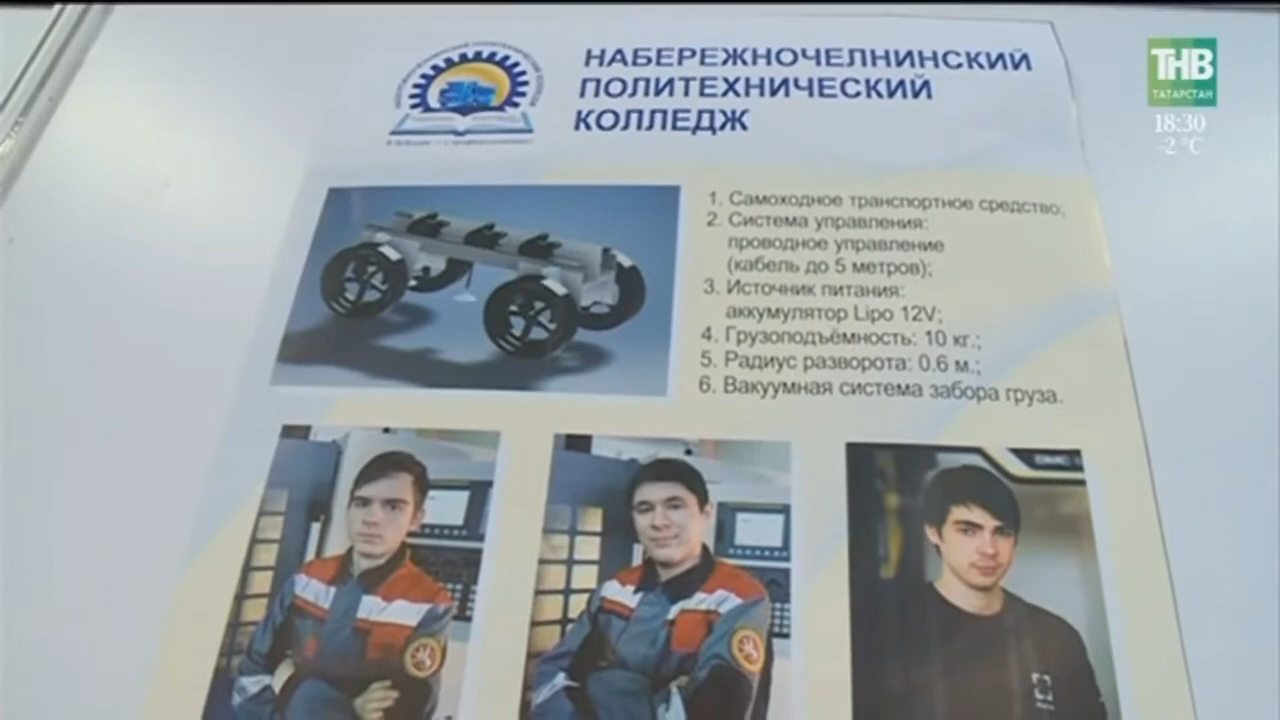 НАБЕРЕЖНОЧЕЛНИНСКИЙ
ПОЛИТЕХНИЧЕСКИЙ
КОЛЛЕДЖ
ТНВ
ТАТАРСТАН
18:30
-2 °C
1. Самоходное транспортное средство;
2. Система управления:
проводное управление
(кабель до 5 метров);
3. Источник питания:
аккумулятор Lipo 12V;
4. Грузоподъёмность: 10 кг.;
5. Радиус разворота: 0.6 м.;
6. Вакуумная система забора груза.